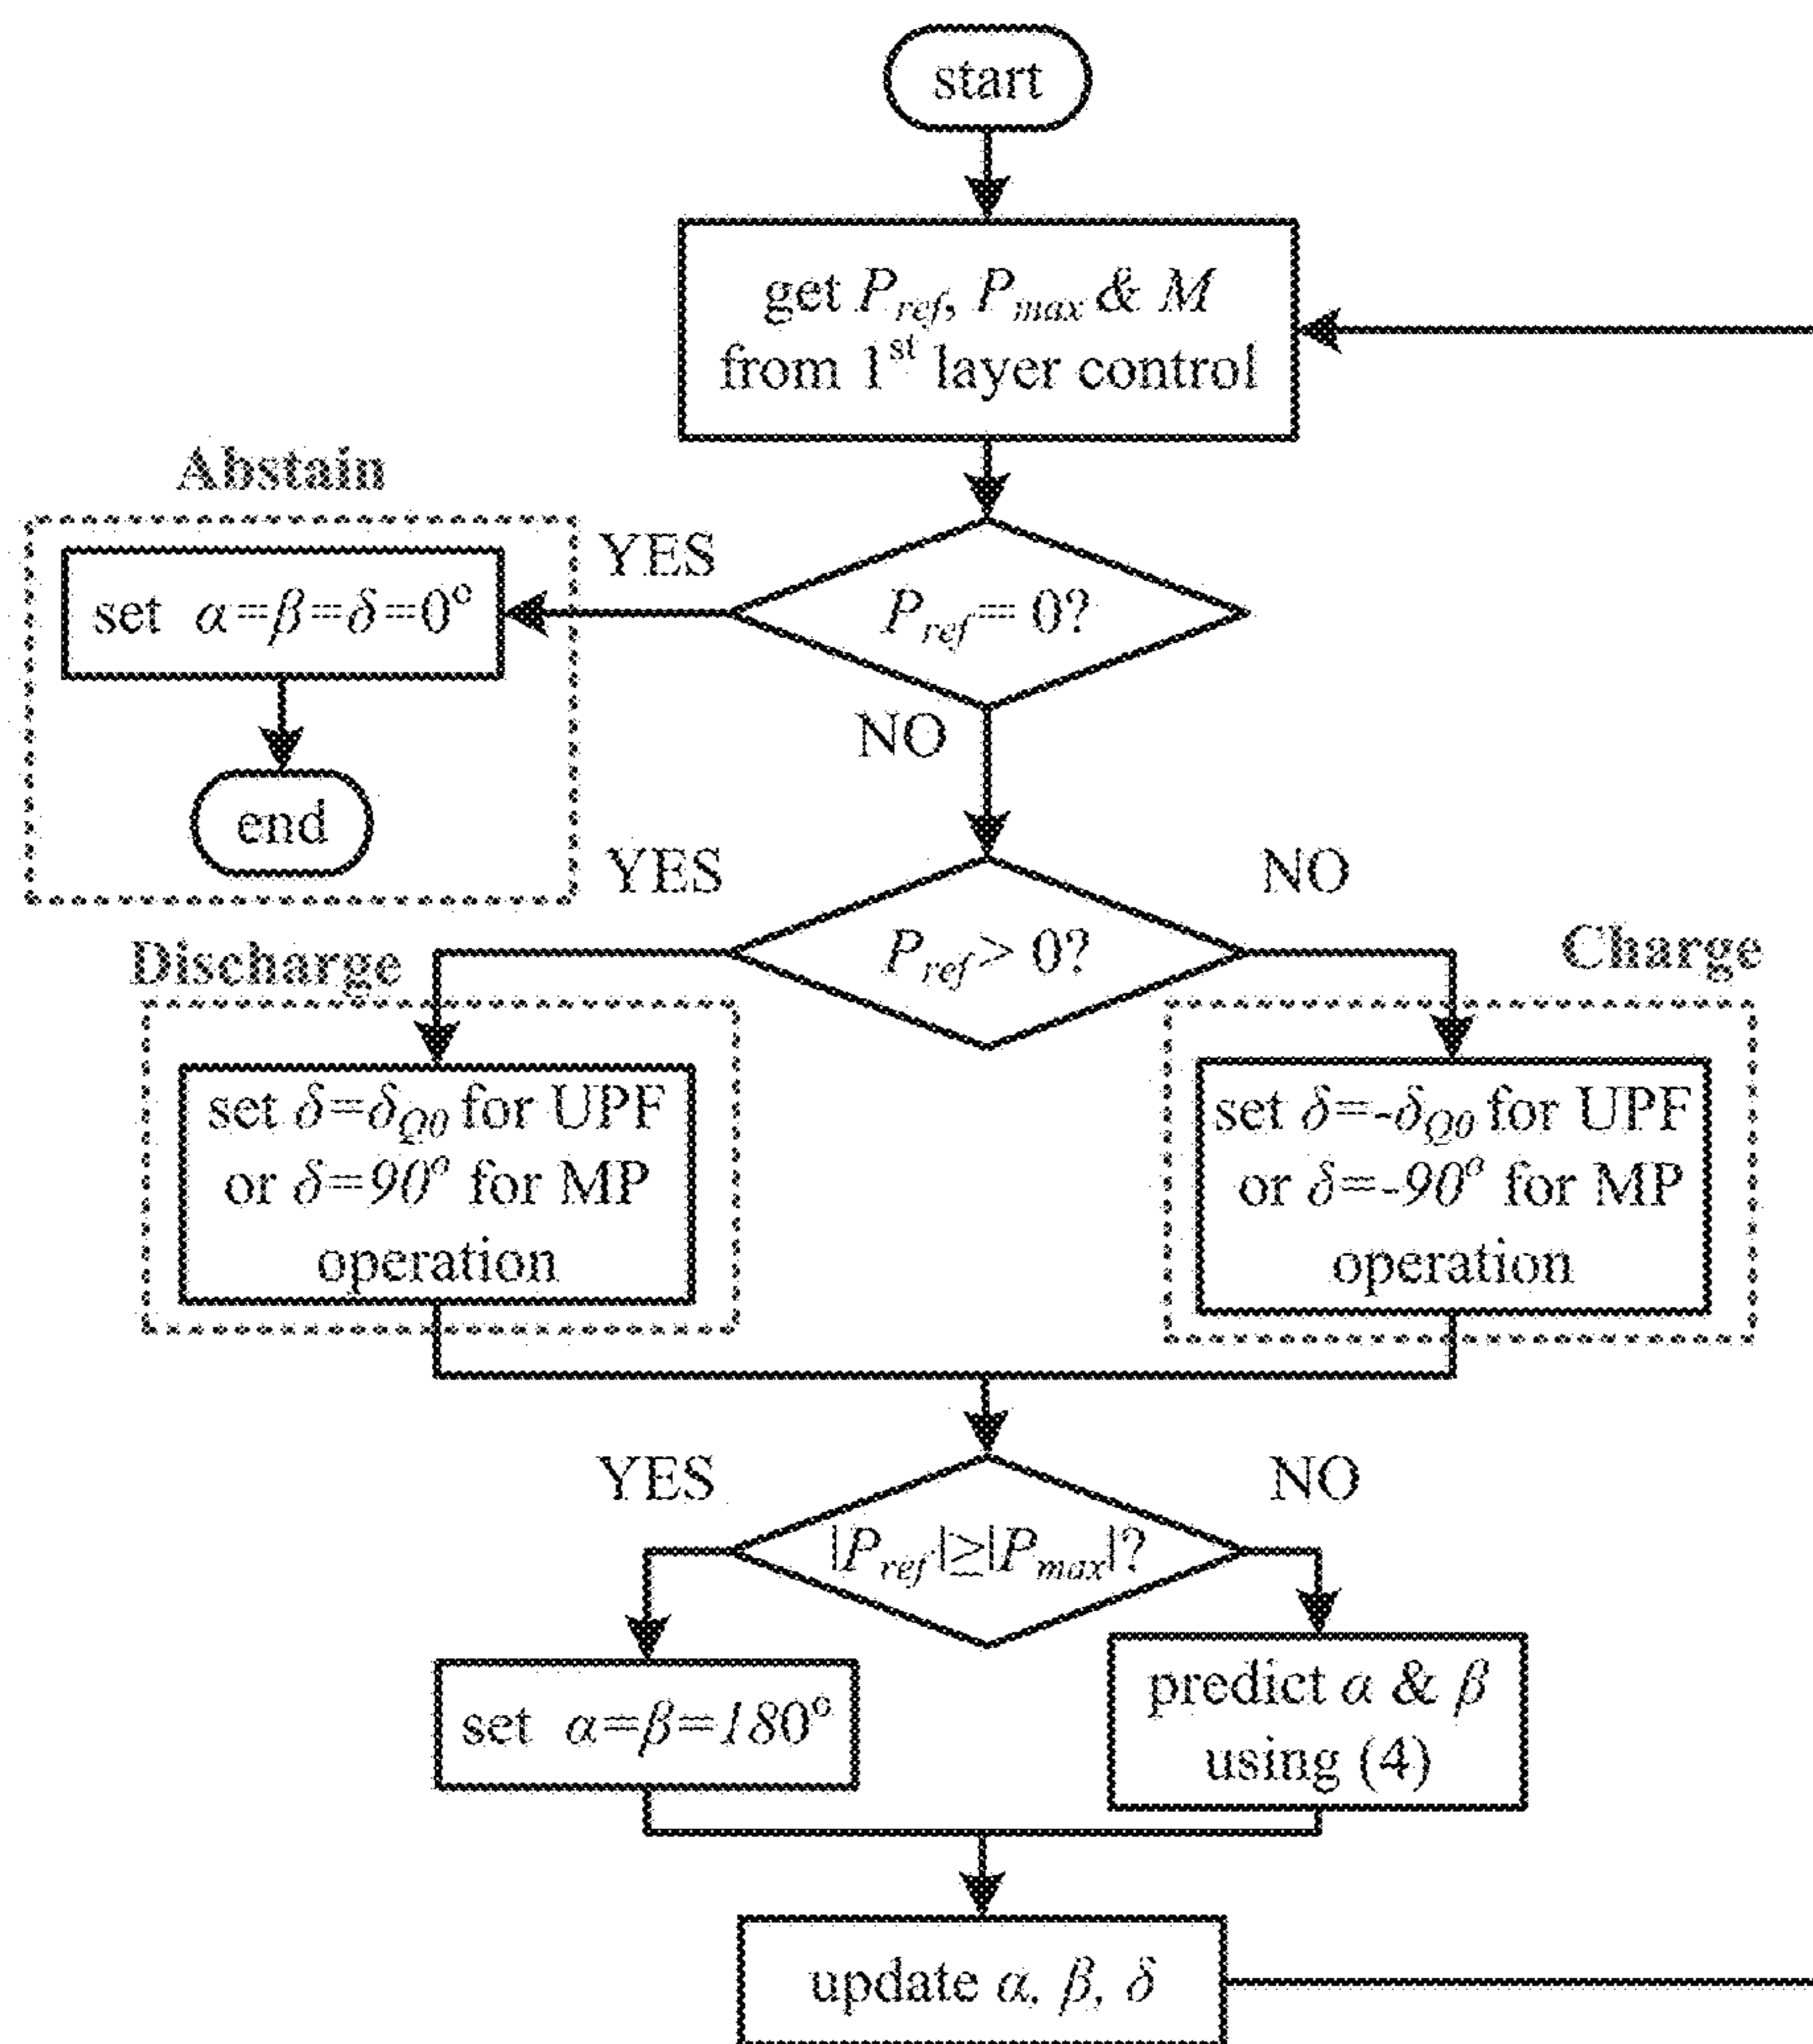 start
get P_ref, P_max & M
from 1st layer control
Abstain
YES
set α=β=δ=0°
P_ref = 0?
NO
end
YES
NO
P_ref > 0?
Discharge
Charge
set δ=δ_Q0 for UPF
or δ=90° for MP
operation
set δ=-δ_Q0 for UPF
or δ=-90° for MP
operation
YES
NO
|P_ref|≥|P_max|?
set α=β=180°
predict α & β
using (4)
update α, β, δ